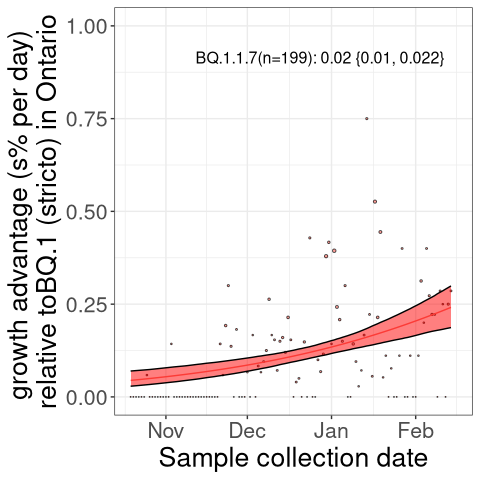 growth advantage (s% per day)
relative toBQ.1 (stricto) in Ontario
1.00
0.75
0.50
0.25
0.00
BQ.1.1.7(n=199): 0.02 {0.01, 0.022}
Nov Dec Jan Feb
Sample collection date